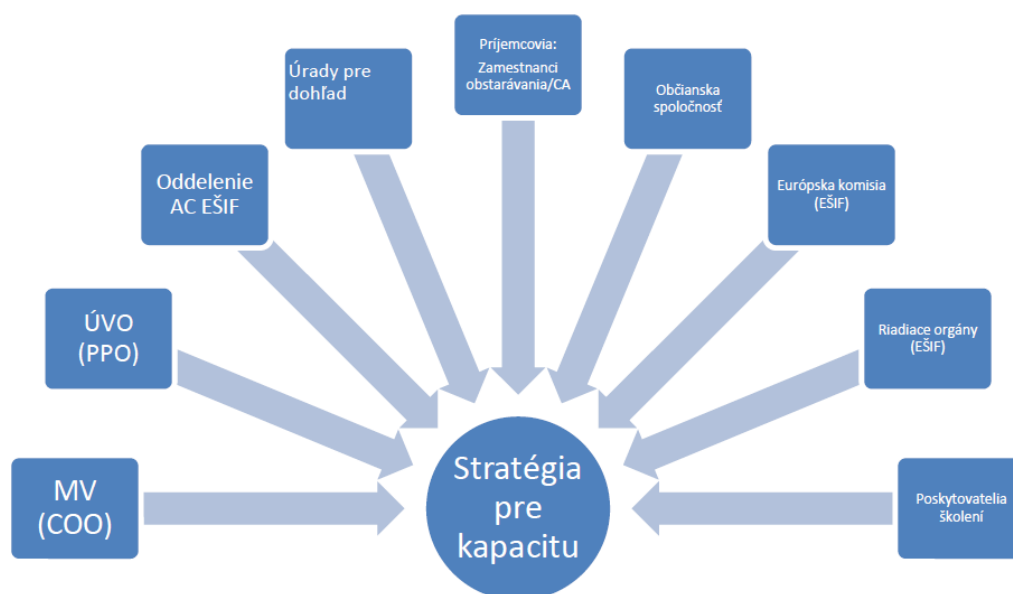 Príjemcovia:
Zamestnanci
obstarávania/CA
Úrady pre
dohľad
Občianska
spoločnosť
Oddelenie
AC EŠIF
Európska komisia
(EŠIF)
ÚVO
(PPO)
Riadiace orgány
(EŠIF)
MV
(COO)
Stratégia
pre
kapacitu
Poskytovatelia
školení